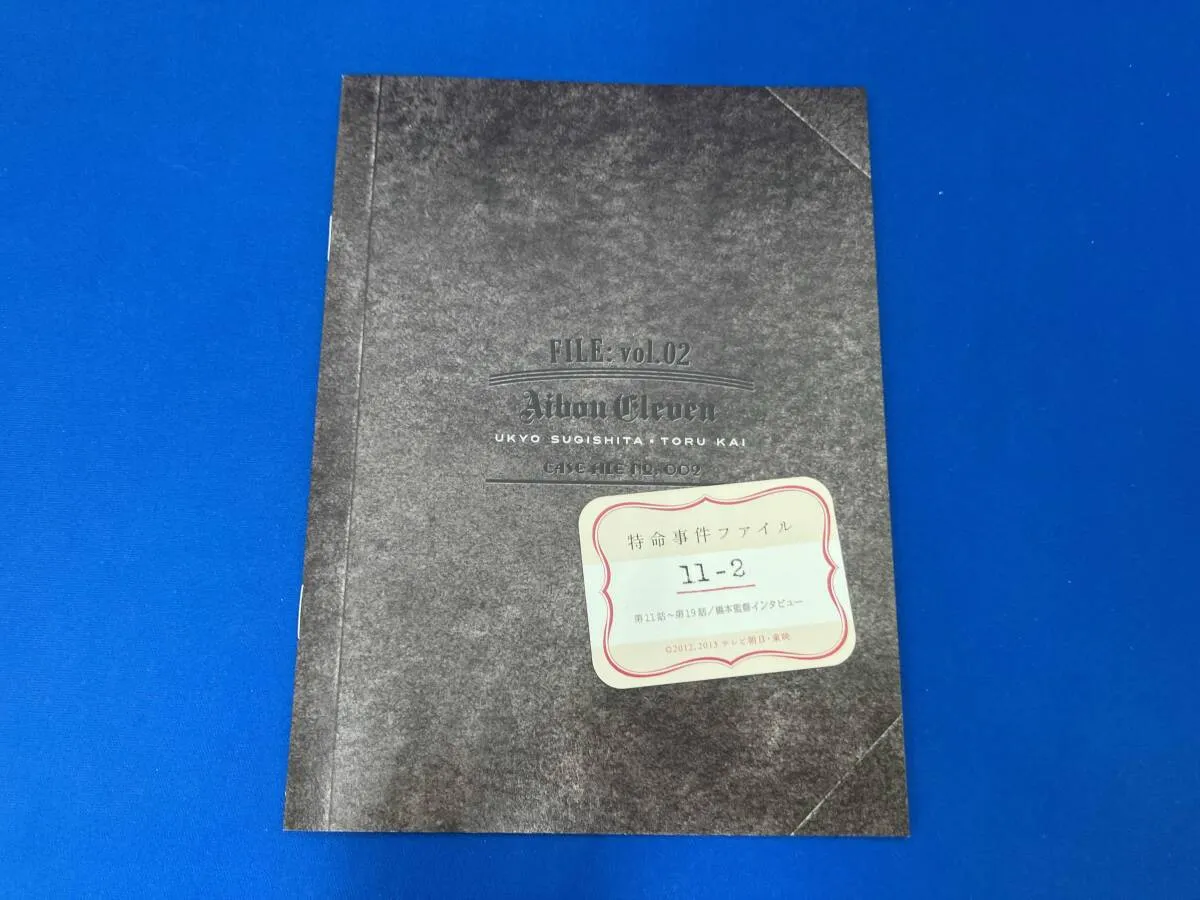 FILE: vol.02
Aibou Eleven
UKYO SUGISHITA • TORU KAI
CASE FILE NO. 002
特命事件ファイル
11-2
第11話〜第19話/橋本監督インタビュー
©2012, 2013 テレビ朝日・東映